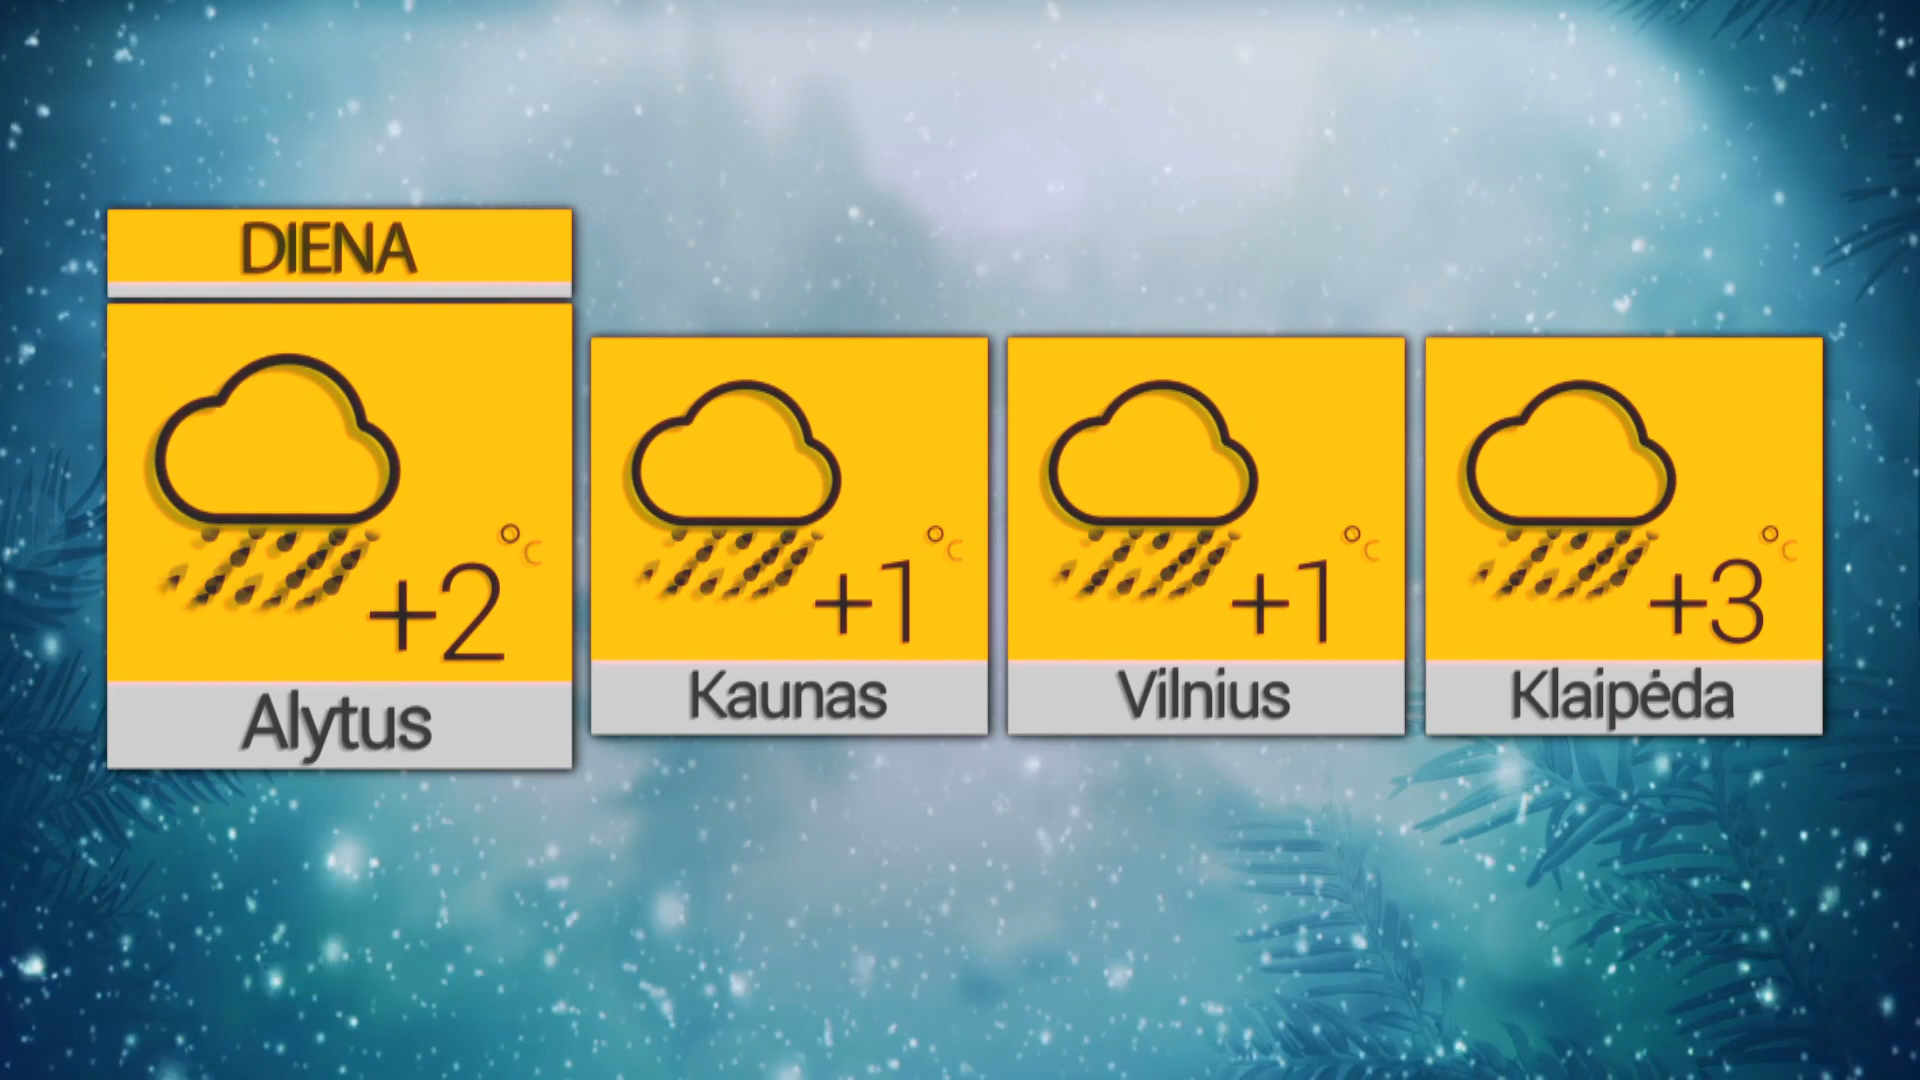 DIENA
+2 °C
Alytus
+1 °C
Kaunas
+1 °C
Vilnius
+3 °C
Klaipėda